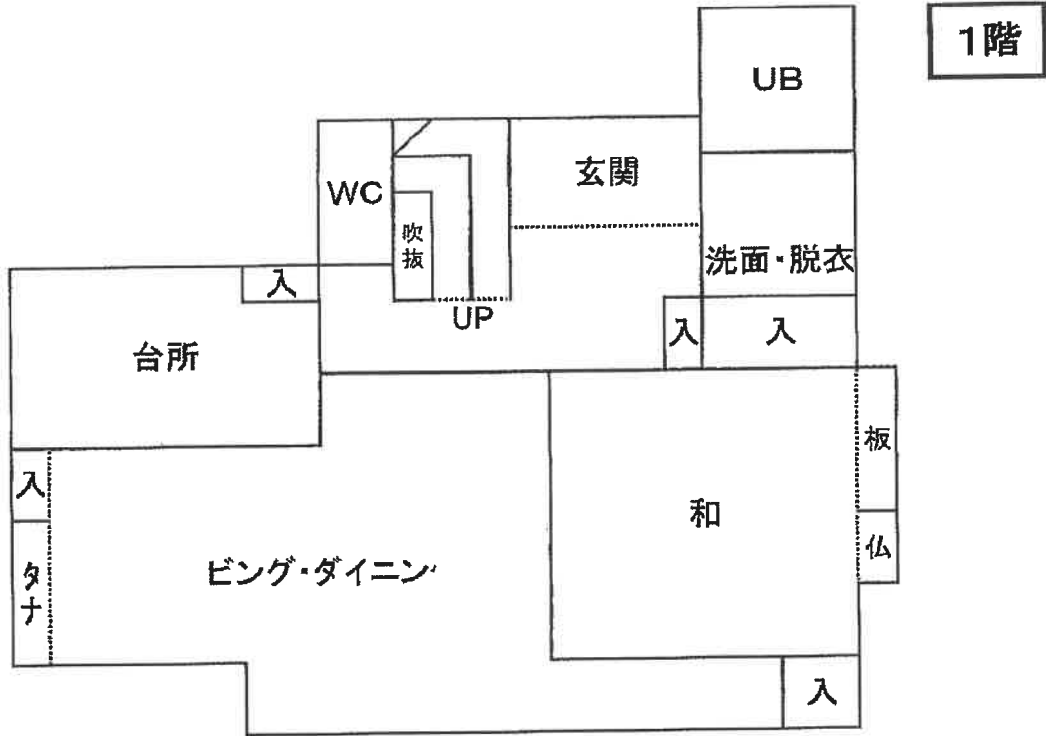 1階
UB
玄関
WC
吹
抜
洗面・脱衣
入
UP
入
入
台所
板
入
和
仏
ビング・ダイニン
タ
ナ
入